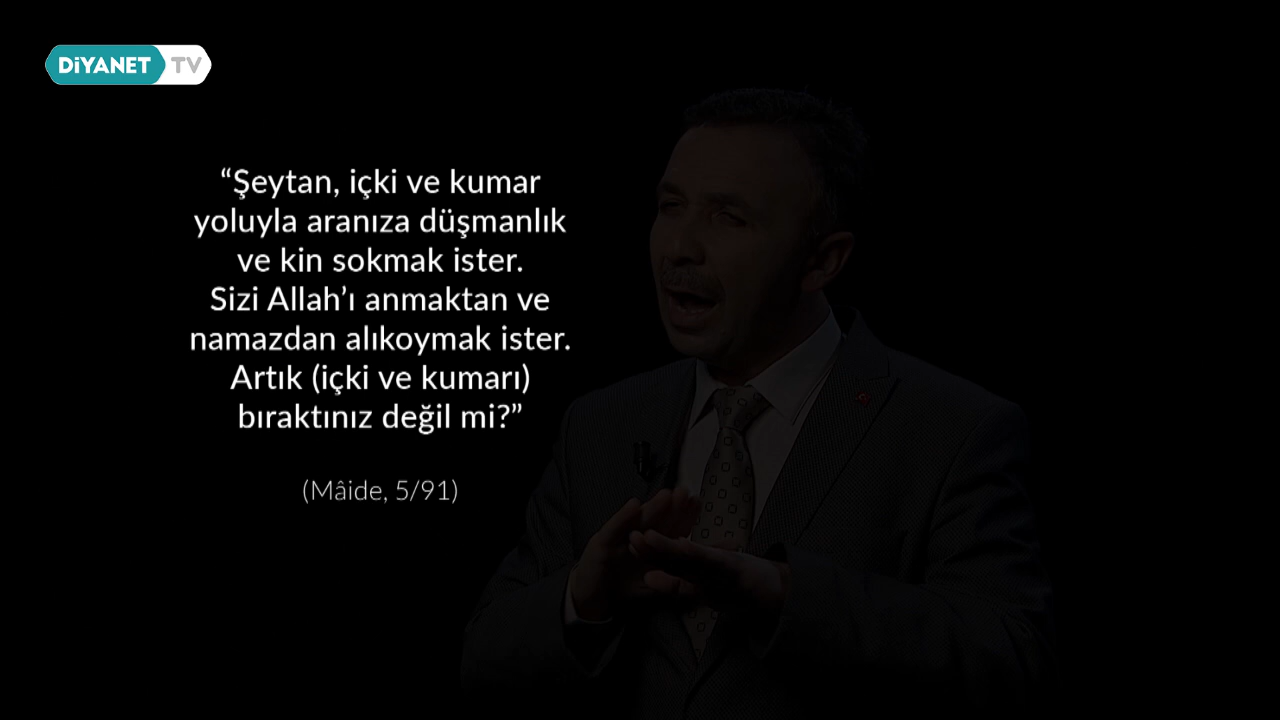 DİYANET TV
“Şeytan, içki ve kumar
yoluyla aranıza düşmanlık
ve kin sokmak ister.
Sizi Allah’ı anmaktan ve
namazdan alıkoymak ister.
Artık (içki ve kumarı)
bıraktınız değil mi?”
(Mâide, 5/91)